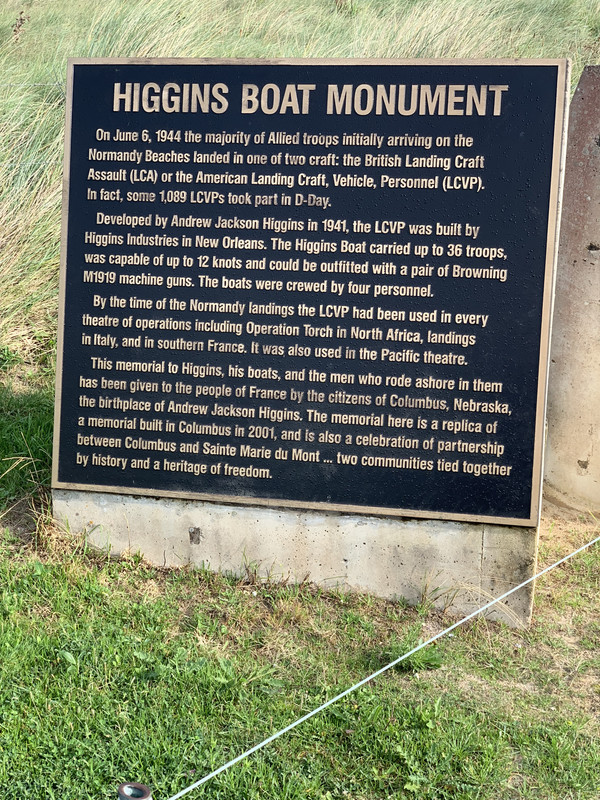 HIGGINS BOAT MONUMENT
On June 6, 1944 the majority of Allied troops initially arriving on the
Normandy Beaches landed in one of two craft: the British Landing Craft
Assault (LCA) or the American Landing Craft, Vehicle, Personnel (LCVP).
In fact, some 1,089 LCVPs took part in D-Day.
Developed by Andrew Jackson Higgins in 1941, the LCVP was built by
Higgins Industries in New Orleans. The Higgins Boat carried up to 36 troops,
was capable of up to 12 knots and could be outfitted with a pair of Browning
M1919 machine guns. The boats were crewed by four personnel.
By the time of the Normandy landings the LCVP had been used in every
theatre of operations including Operation Torch in North Africa, landings
in Italy, and in southern France. It was also used in the Pacific theatre.
This memorial to Higgins, his boats, and the men who rode ashore in them
has been given to the people of France by the citizens of Columbus, Nebraska,
the birthplace of Andrew Jackson Higgins. The memorial here is a replica of
a memorial built in Columbus in 2001, and is also a celebration of partnership
between Columbus and Sainte Marie du Mont ... two communities tied together
by history and a heritage of freedom.